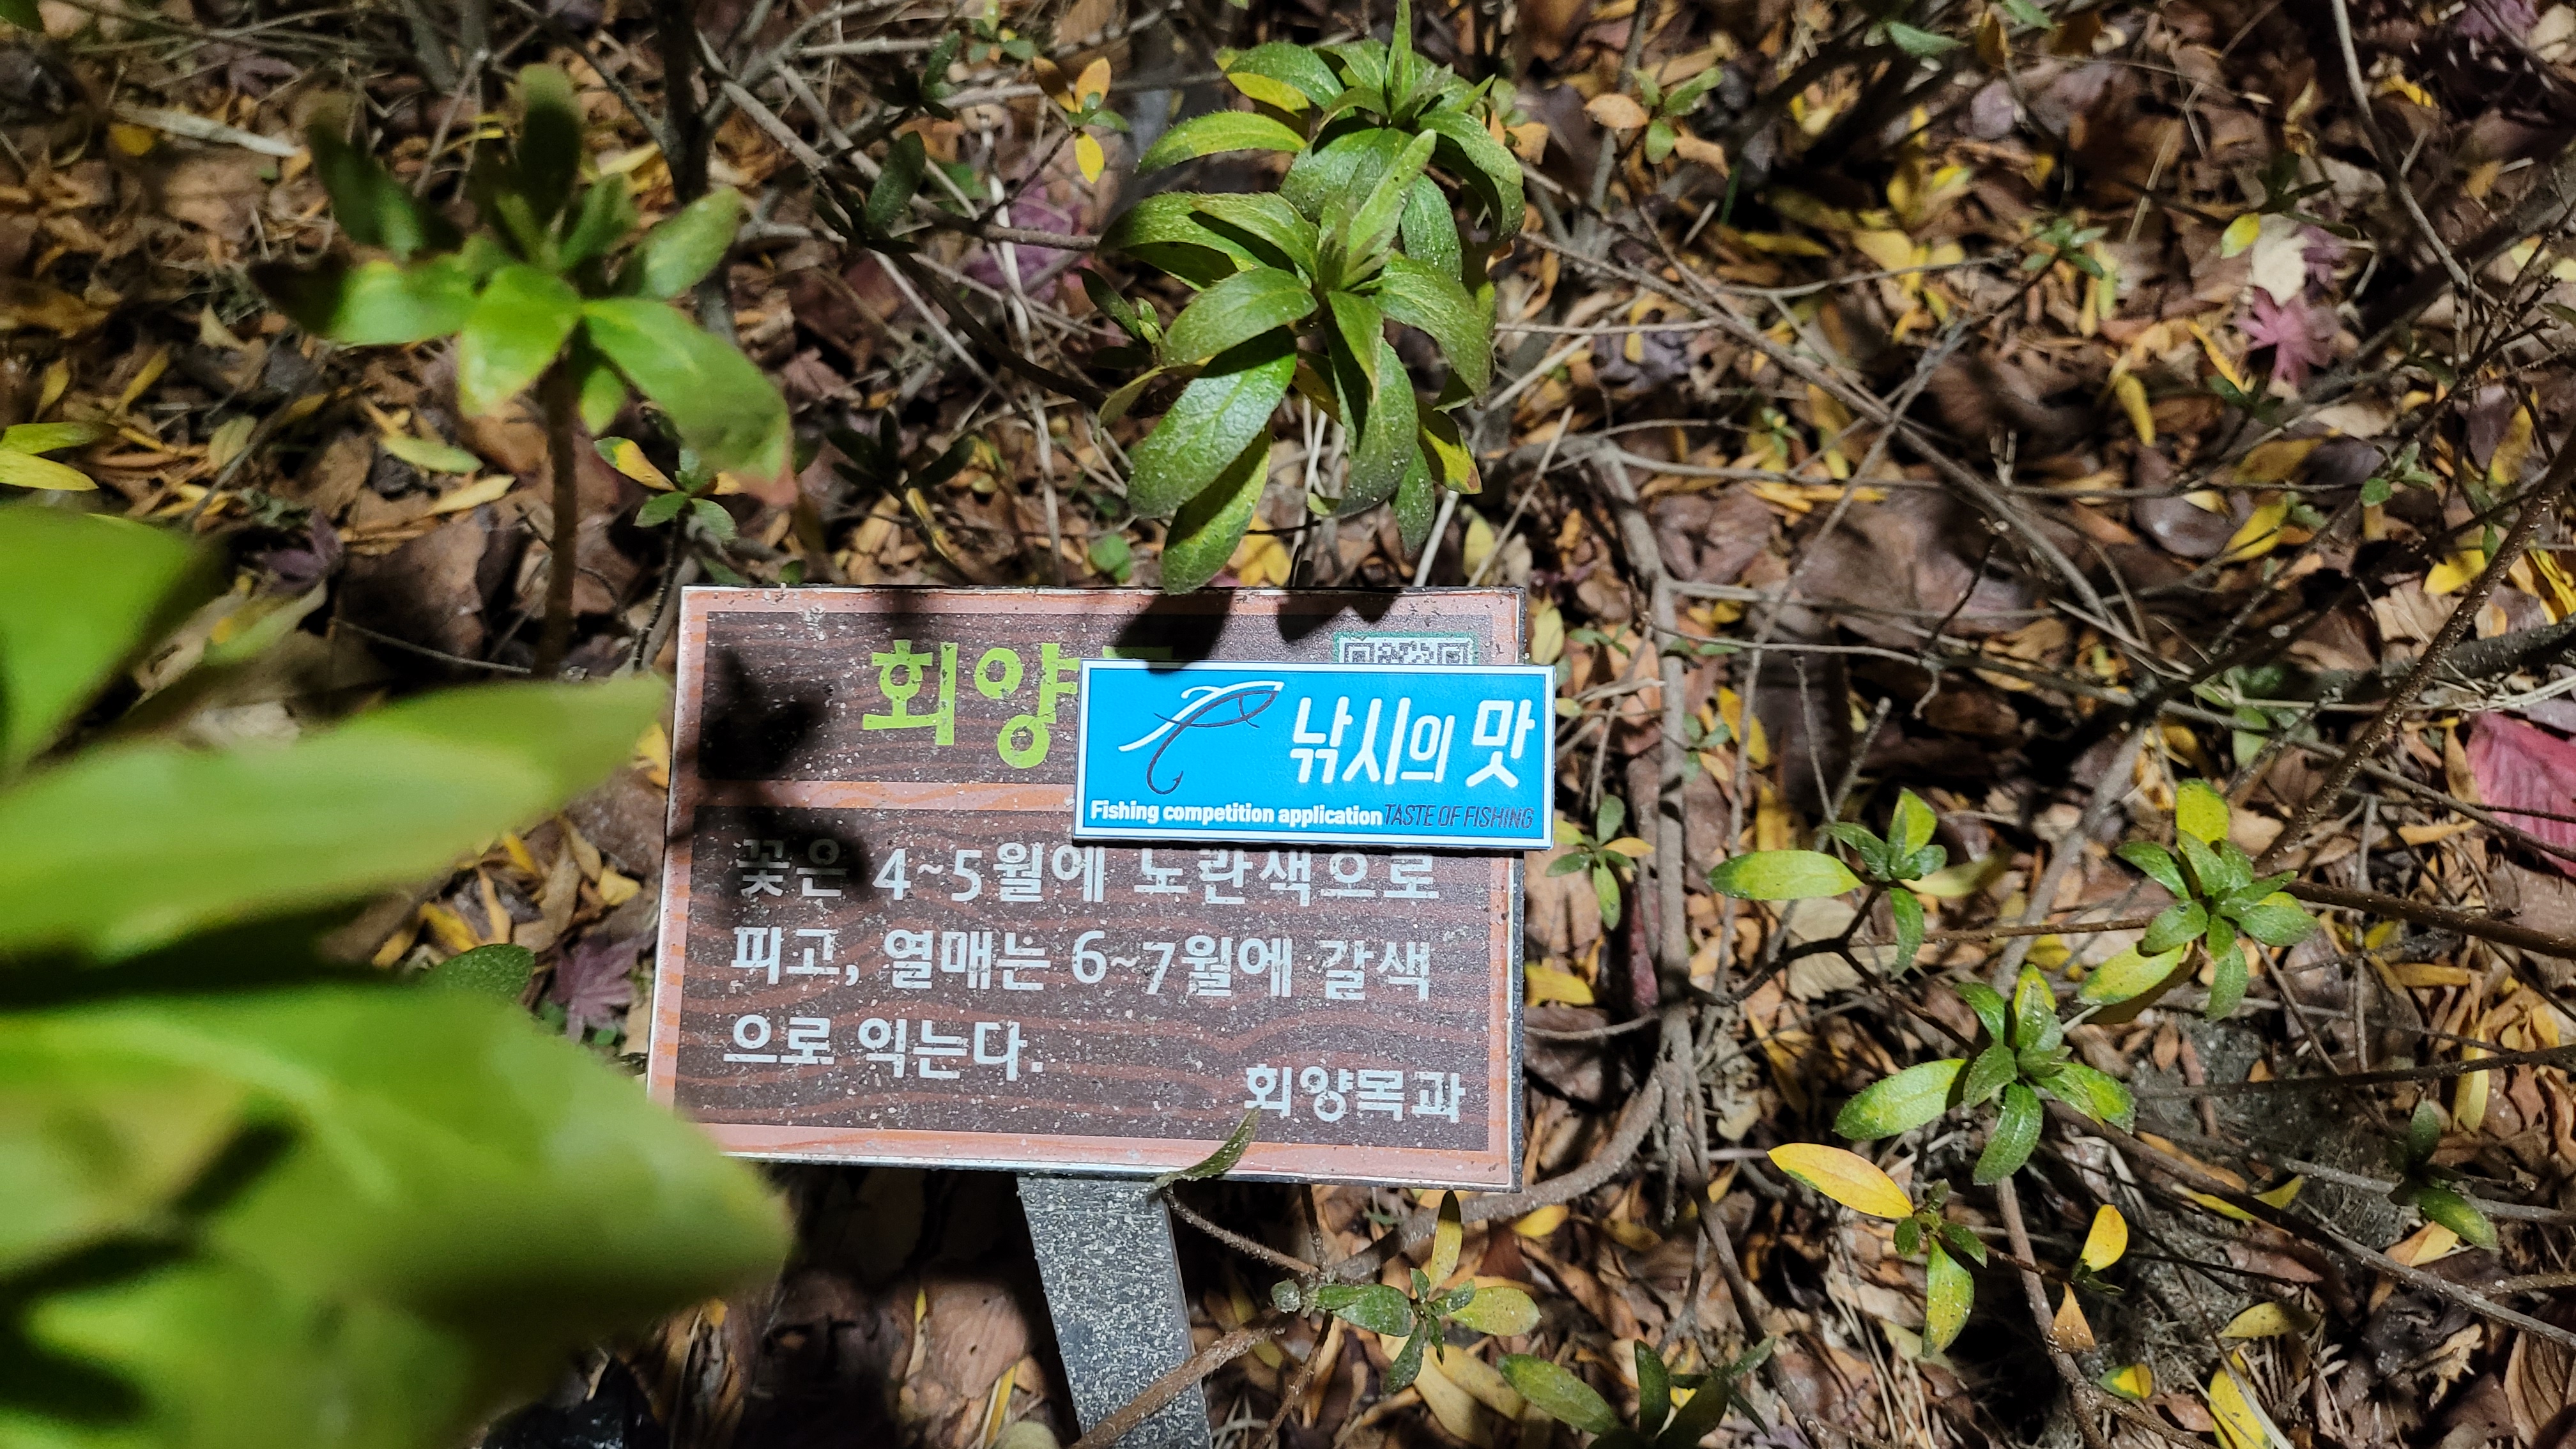 회양
낚시의 맛
Fishing competition application TASTE OF FISHING
꽃은 4~5월에 노란색으로
피고, 열매는 6~7월에 갈색
으로 익는다.
회양목과